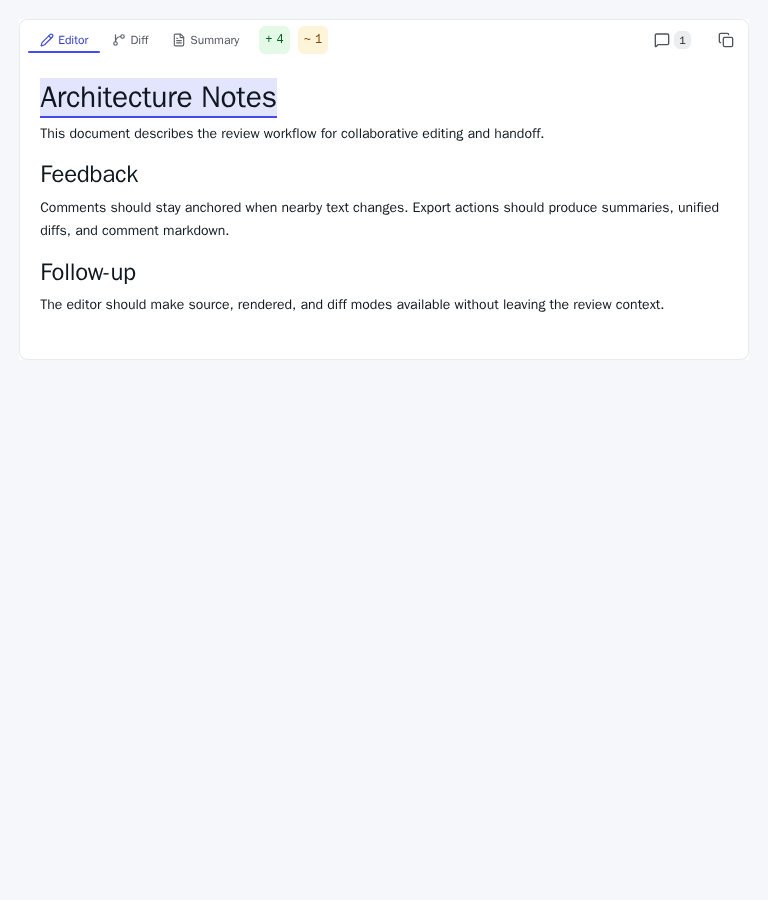 Editor Diff Summary + 4 ~ 1 1
Architecture Notes
This document describes the review workflow for collaborative editing and handoff.
Feedback
Comments should stay anchored when nearby text changes. Export actions should produce summaries, unified
diffs, and comment markdown.
Follow-up
The editor should make source, rendered, and diff modes available without leaving the review context.